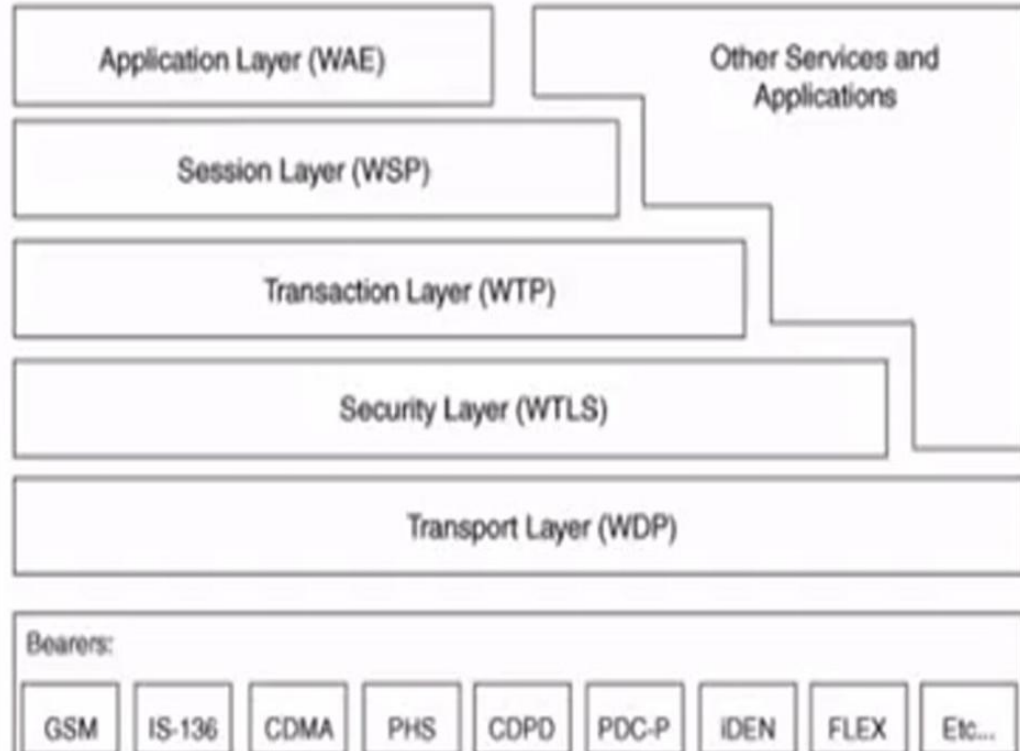 Application Layer (WAE)
Other Services and
Applications
Session Layer (WSP)
Transaction Layer (WTP)
Security Layer (WTLS)
Transport Layer (WDP)
Bearers:
GSM IS-136 CDMA PHS CDPD PDC-P iDEN FLEX Etc...